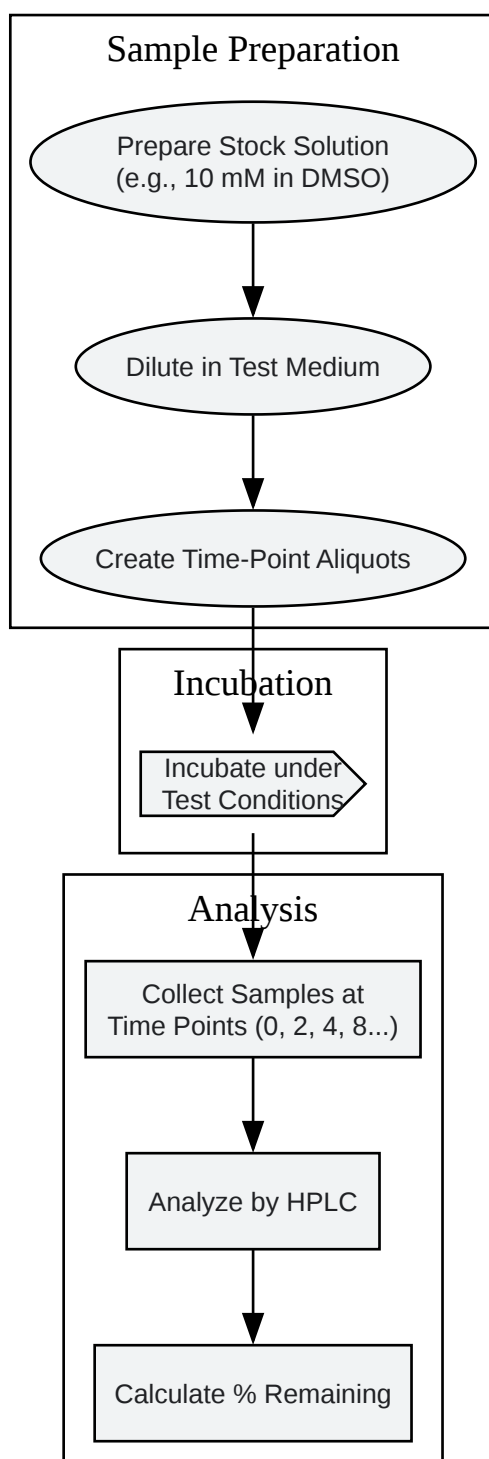 Sample Preparation
Prepare Stock Solution
(e.g., 10 mM in DMSO)
Dilute in Test Medium
Create Time-Point Aliquots
Incubation
Incubate under
Test Conditions
Analysis
Collect Samples at
Time Points (0, 2, 4, 8...)
Analyze by HPLC
Calculate % Remaining